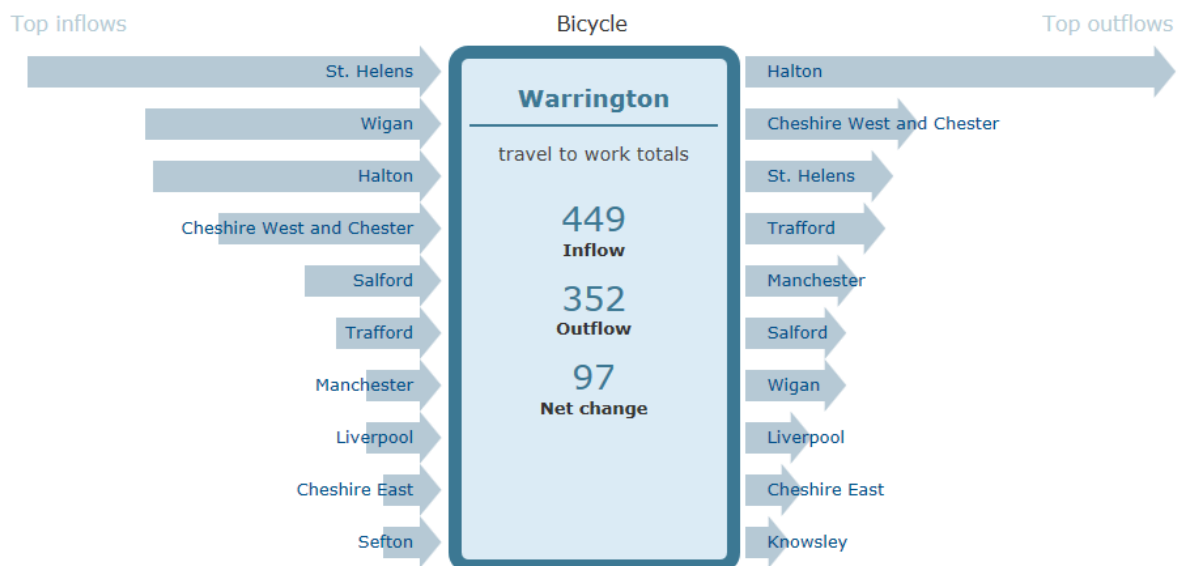 Top inflows
Bicycle
Top outflows
St. Helens
Wigan
Halton
Cheshire West and Chester
Salford
Trafford
Manchester
Liverpool
Cheshire East
Sefton
Warrington
travel to work totals
449
Inflow
352
Outflow
97
Net change
Halton
Cheshire West and Chester
St. Helens
Trafford
Manchester
Salford
Wigan
Liverpool
Cheshire East
Knowsley